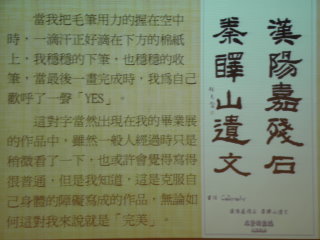 當我把毛筆用力的握在空中
時，一滴汗正好滴在下方的棉紙
上，我穩穩的下筆，也穩穩的收
筆，當最後一畫完成時，我為自己
歡呼了一聲「YES」。
這對字當然出現在我的畢業展
的作品中，雖然一般人經過時只是
稍微看了一下，也或許會覺得寫得
很普通，但是我知道，這是克服自
己身體的障礙寫成的作品，無論如
何這對我來說就是「完美」。
漢陽嘉殘石
秦嶧山遺文